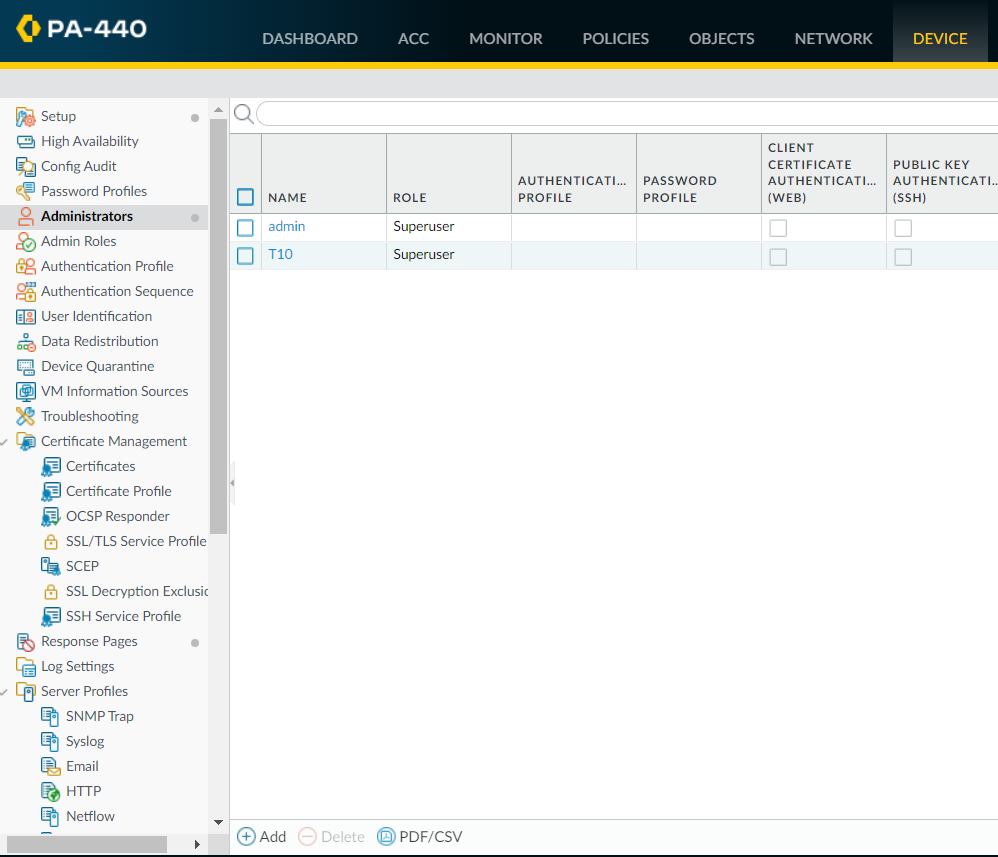 PA-440
DASHBOARD ACC MONITOR POLICIES OBJECTS NETWORK DEVICE
Setup
High Availability
Config Audit
Password Profiles
Administrators
Admin Roles
Authentication Profile
Authentication Sequence
User Identification
Data Redistribution
Device Quarantine
VM Information Sources
Troubleshooting
Certificate Management
Certificates
Certificate Profile
OCSP Responder
SSL/TLS Service Profile
SCEP
SSL Decryption Exclusic
SSH Service Profile
Response Pages
Log Settings
Server Profiles
SNMP Trap
Syslog
Email
HTTP
Netflow
NAME
ROLE
AUTHENTICATI...
PROFILE
PASSWORD
PROFILE
CLIENT
CERTIFICATE
AUTHENTICATI...
(WEB)
PUBLIC KEY
AUTHENTICATI...
(SSH)
admin Superuser
T10 Superuser
Add Delete PDF/CSV